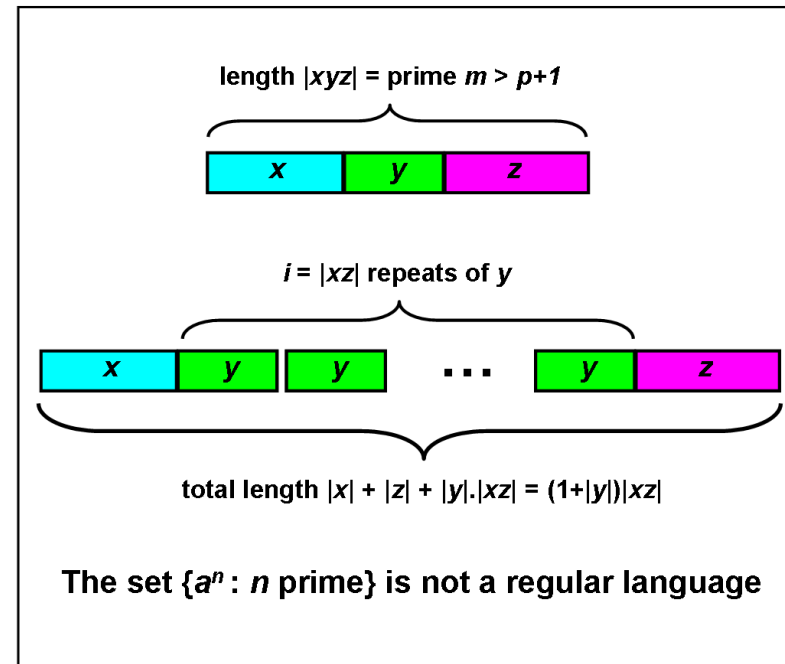 length |xyz| = prime m > p+1
x y z
i = |xz| repeats of y
x y y ... y z
total length |x| + |z| + |y|.|xz| = (1+|y|)|xz|
The set {aⁿ : n prime} is not a regular language